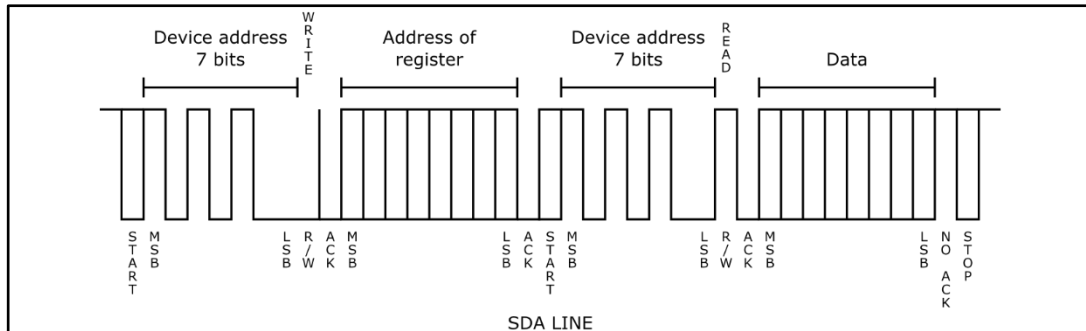 WRITE
READ
Device address
7 bits
Address of
register
Device address
7 bits
Data
START
MSB
LSB
R/W
ACK
MSB
LSB
ACK
START
MSB
LSB
R/W
ACK
MSB
LSB
NO ACK
STOP
SDA LINE